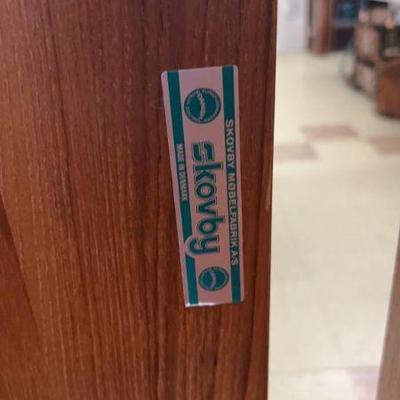 SKOVBY MØBELFABRIK A/S
skovby
MADE IN DENMARK